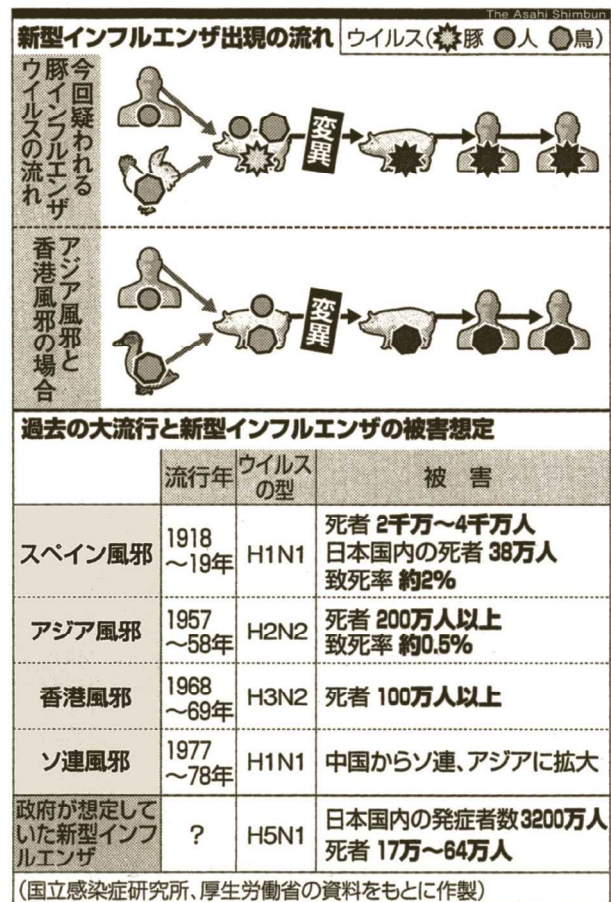 The Asahi Shimbun
新型インフルエンザ出現の流れ
ウイルス(豚 人 鳥)
今回疑われる
豚インフルエンザ
ウイルスの流れ
変異
アジア風邪と
香港風邪の場合
変異
過去の大流行と新型インフルエンザの被害想定
流行年
ウイルス
の型
被 害
スペイン風邪
1918
～19年
H1N1
死者 2千万～4千万人
日本国内の死者 38万人
致死率 約2%
アジア風邪
1957
～58年
H2N2
死者 200万人以上
致死率 約0.5%
香港風邪
1968
～69年
H3N2
死者 100万人以上
ソ連風邪
1977
～78年
H1N1
中国からソ連、アジアに拡大
政府が想定して
いた新型インフ
ルエンザ
?
H5N1
日本国内の発症者数3200万人
死者 17万～64万人
(国立感染症研究所、厚生労働省の資料をもとに作製)